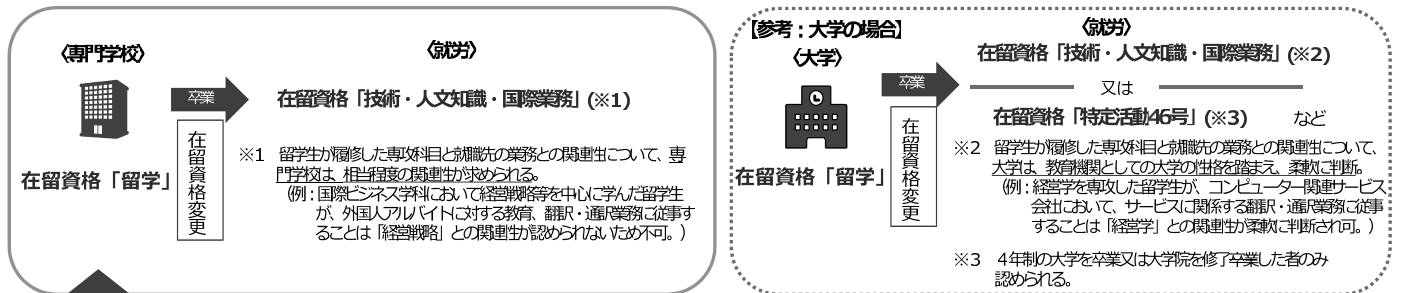 〈専門学校〉
〈就労〉
卒業
在留資格「技術・人文知識・国際業務」(※1)
在留資格変更
在留資格「留学」
※1 留学生が履修した専攻科目と就職先の業務との関連性について、専
門学校は、相当程度の関連性が求められる。
(例：国際ビジネス学科において経営戦略等を中心に学んだ留学生
が、外国人アルバイトに対する教育、翻訳・通訳業務に従事す
ることは「経営戦略」との関連性が認められないため不可。)
【参考：大学の場合】
〈大学〉
〈就労〉
卒業
在留資格「技術・人文知識・国際業務」(※2)
又は
在留資格「特定活動46号」(※3) など
在留資格変更
在留資格「留学」
※2 留学生が履修した専攻科目と就職先の業務との関連性について、
大学は、教育機関としての大学の性格を踏まえ、柔軟に判断。
(例：経営学を専攻した留学生が、コンピューター関連サービス
会社において、サービスに関係する翻訳・通訳業務に従事
することは「経営学」との関連性が柔軟に判断され可。)
※3 ４年制の大学を卒業又は大学院を修了卒業した者のみ
認められる。